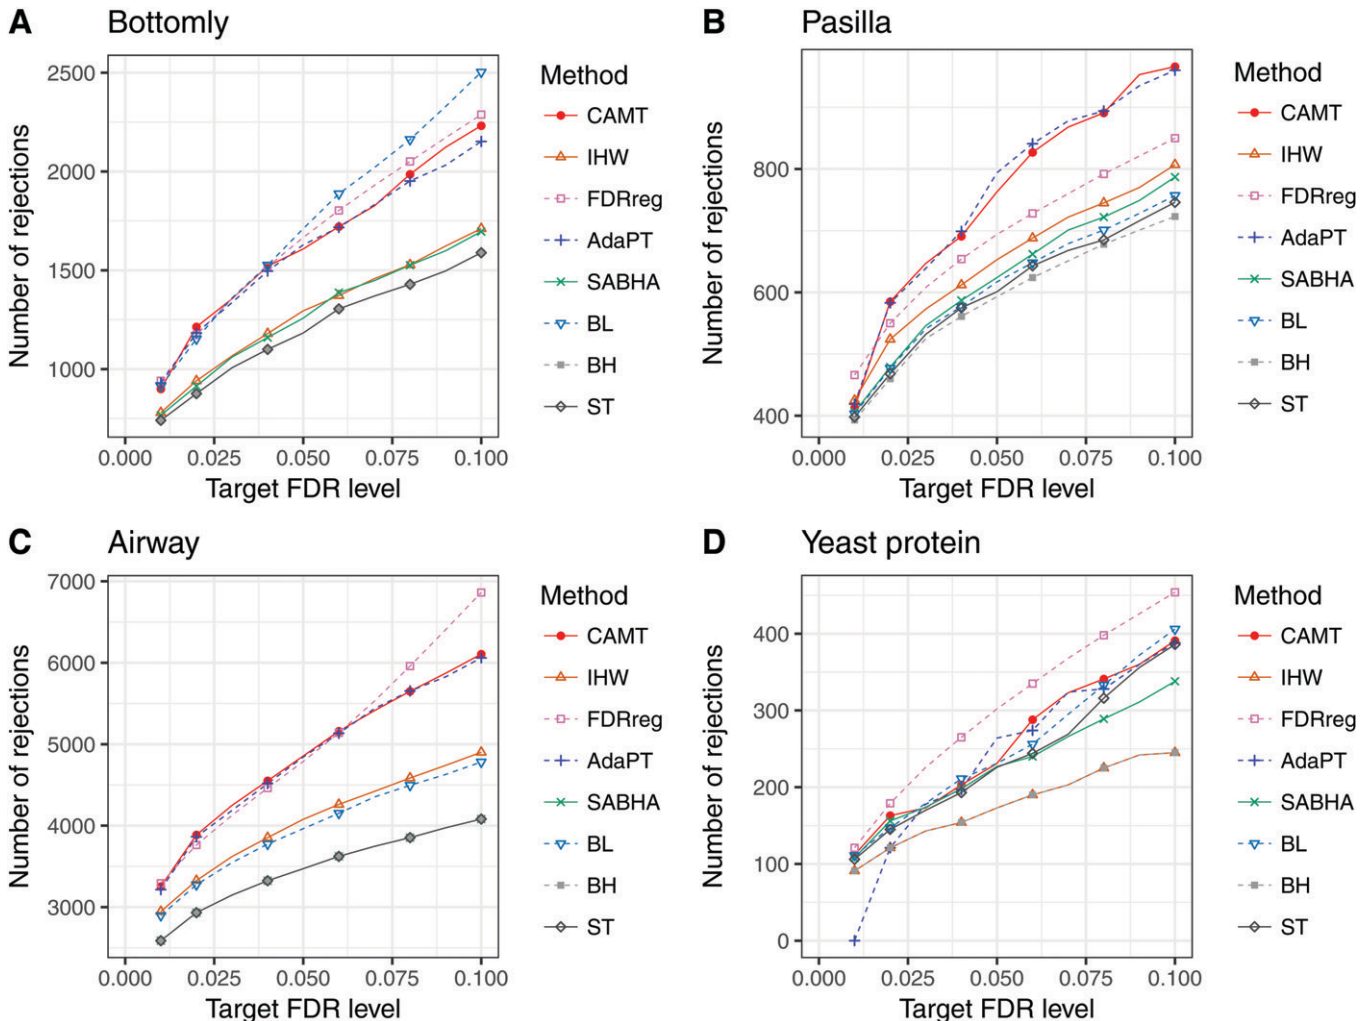 A Bottomly
Number of rejections
2500
2000
1500
1000
0.000 0.025 0.050 0.075 0.100
Target FDR level
Method
CAMT
IHW
FDRreg
AdaPT
SABHA
BL
BH
ST
B Pasilla
Number of rejections
800
600
400
0.000 0.025 0.050 0.075 0.100
Target FDR level
Method
CAMT
IHW
FDRreg
AdaPT
SABHA
BL
BH
ST
C Airway
Number of rejections
7000
6000
5000
4000
3000
0.000 0.025 0.050 0.075 0.100
Target FDR level
Method
CAMT
IHW
FDRreg
AdaPT
SABHA
BL
BH
ST
D Yeast protein
Number of rejections
400
300
200
100
0
0.000 0.025 0.050 0.075 0.100
Target FDR level
Method
CAMT
IHW
FDRreg
AdaPT
SABHA
BL
BH
ST